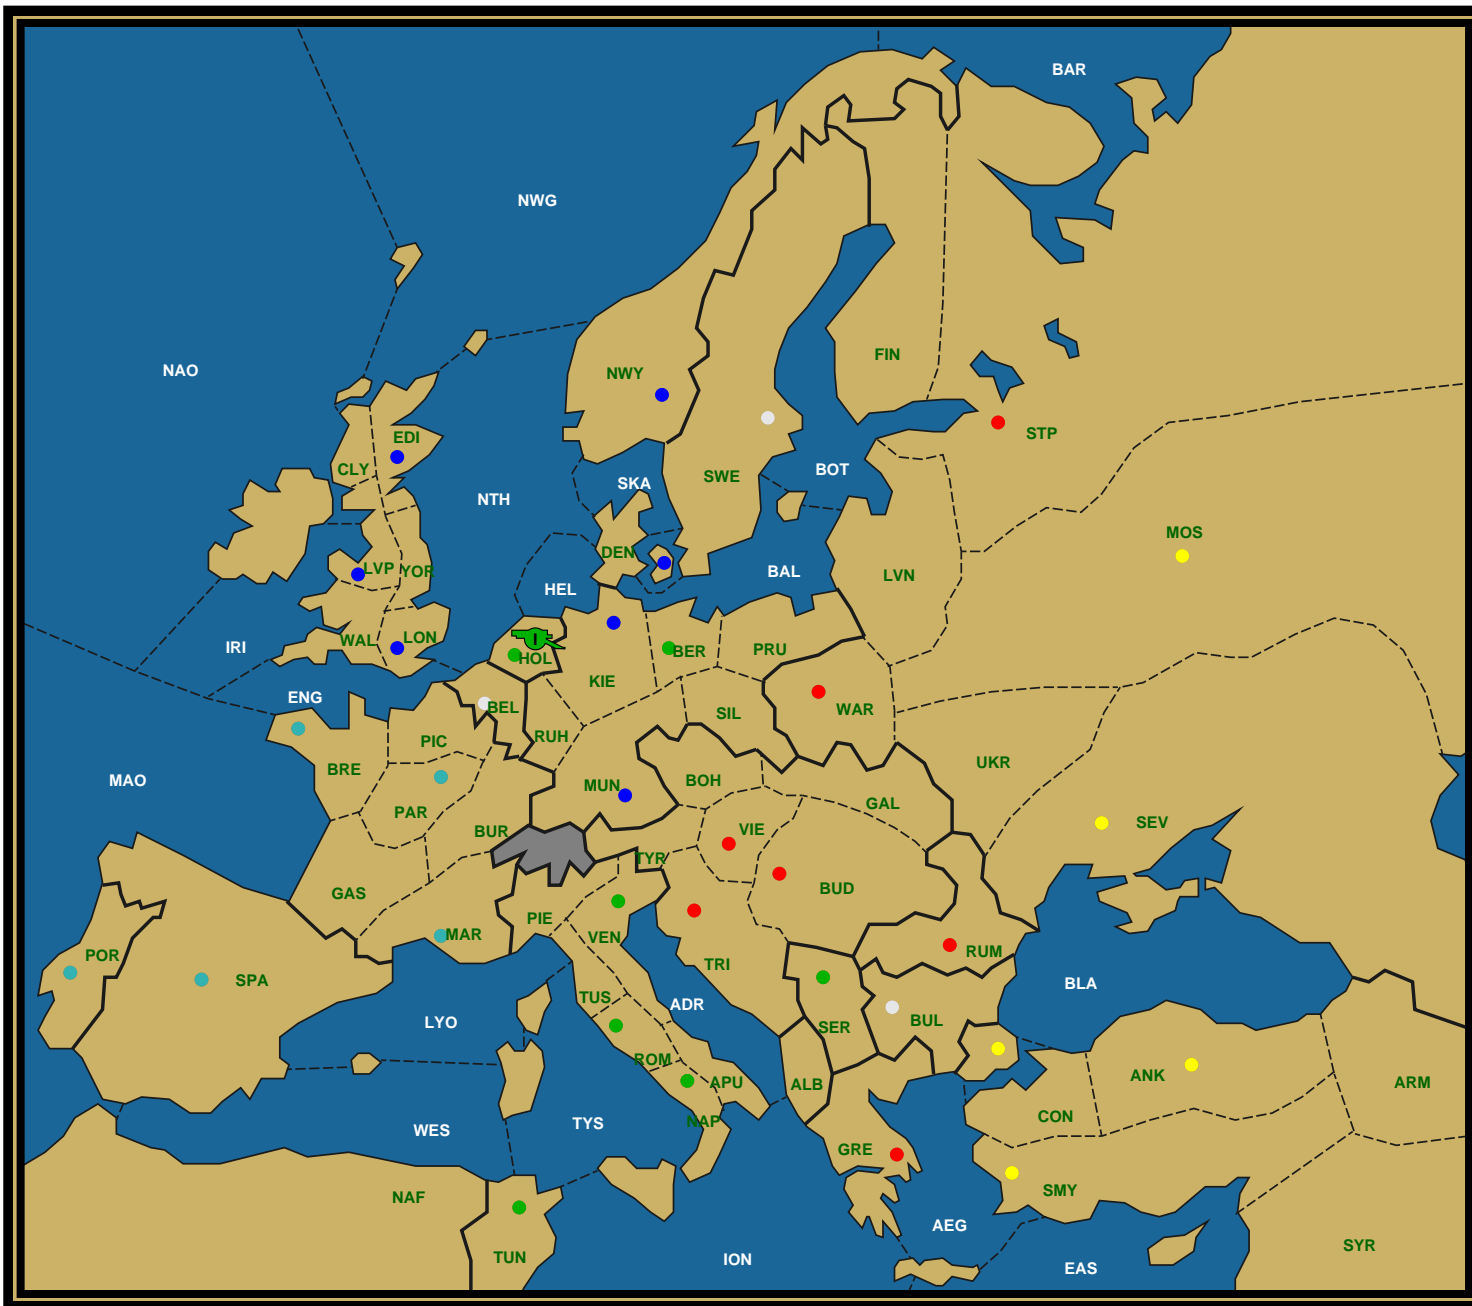 BAR
NWG
NAO
FIN
NWY
STP
EDI
CLY
SWE
BOT
SKA
NTH
MOS
DEN
LVP
YOR
HEL
BAL
LVN
IRI
WAL
LON
I
HOL
BER
PRU
KIE
ENG
BEL
SIL
WAR
PIC
RUH
UKR
MAO
BRE
MUN
BOH
GAL
PAR
BUR
VIE
SEV
TYR
BUD
GAS
PIE
MAR
VEN
POR
SPA
TRI
RUM
BLA
TUS
ADR
LYO
SER
BUL
ROM
APU
ALB
ANK
ARM
WES
TYS
NAP
CON
GRE
NAF
SMY
AEG
TUN
ION
EAS
SYR